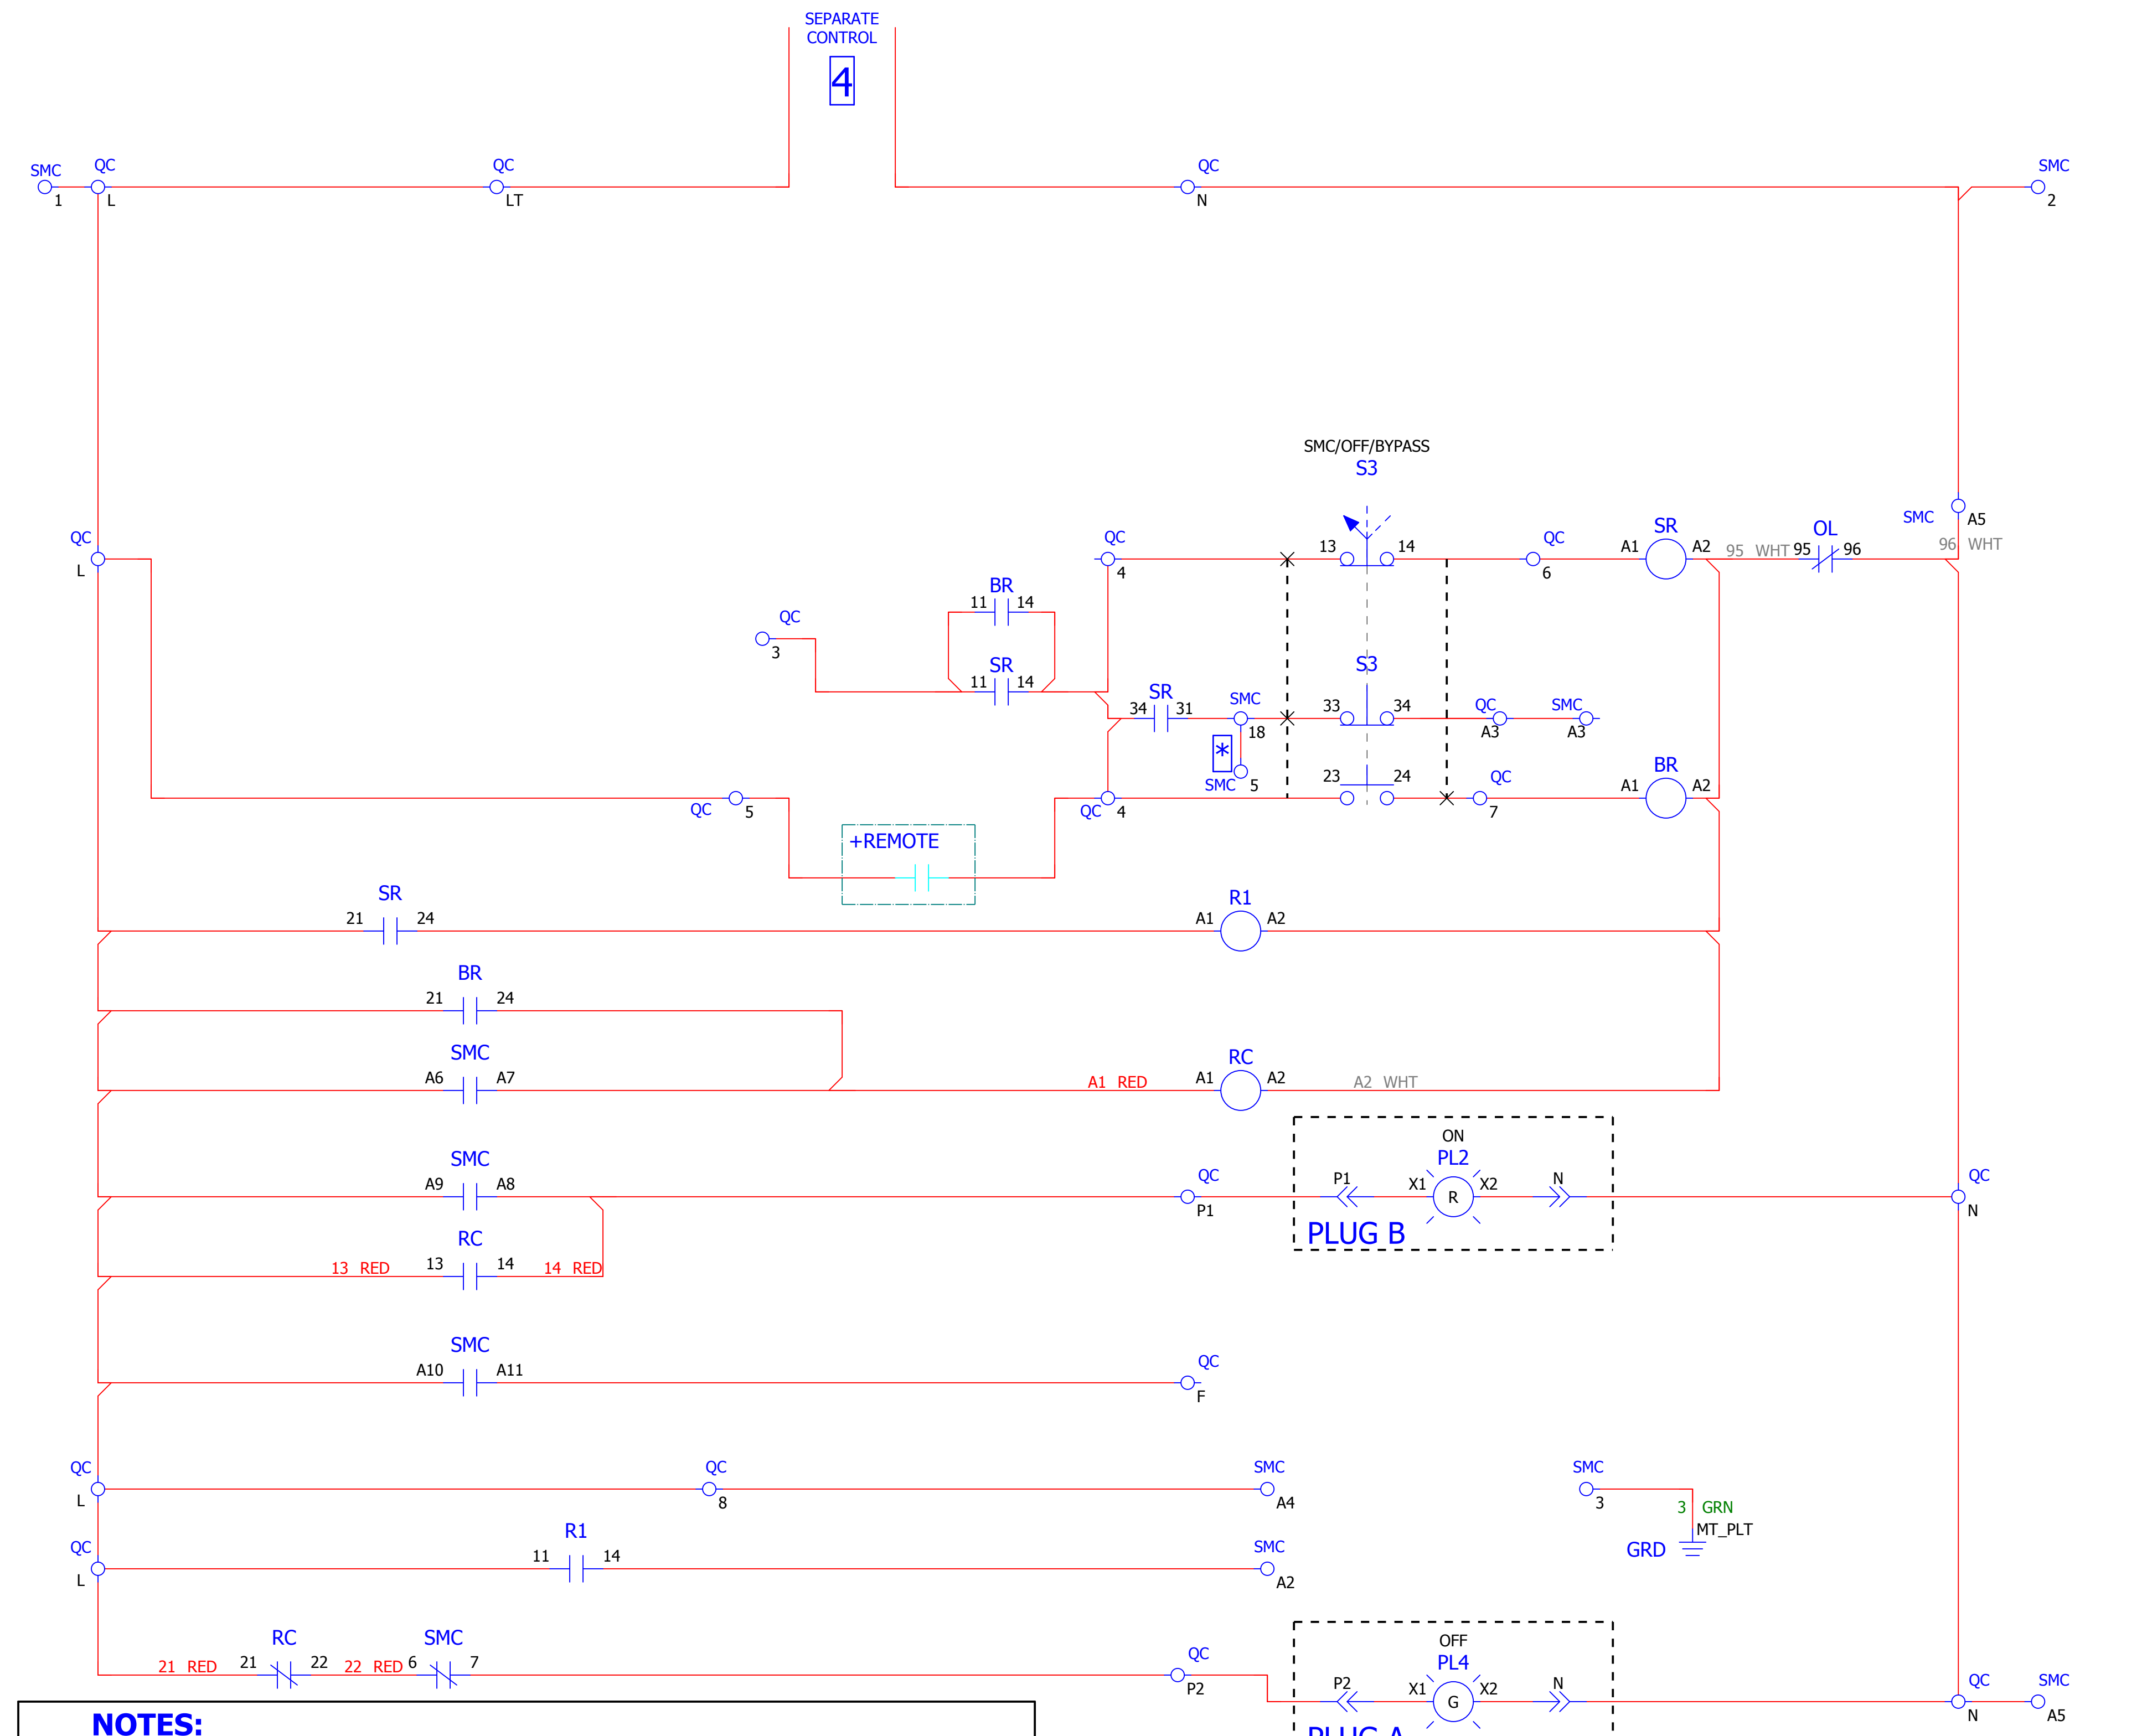 SEPARATE
CONTROL
4
SMC
1
QC
L
QC
LT
QC
N
SMC
2
SMC/OFF/BYPASS
S3
QC
L
QC
4
13
14
QC
6
SR
A1
A2
95 WHT
95
OL
96
SMC
A5
96 WHT
BR
11
14
QC
3
SR
11
14
SR
34
31
SMC
18
*
SMC
5
S3
33
34
QC
A3
SMC
A3
QC
5
QC
4
23
24
QC
7
BR
A1
A2
+REMOTE
SR
21
24
R1
A1
A2
BR
21
24
SMC
A6
A7
A1 RED
RC
A1
A2
A2 WHT
SMC
A9
A8
QC
P1
ON
PL2
P1
X1
R
X2
N
PLUG B
QC
N
RC
13 RED
13
14
14 RED
SMC
A10
A11
QC
F
QC
L
QC
8
SMC
A4
SMC
3
3 GRN
MT_PLT
GRD
QC
L
R1
11
14
SMC
A2
RC
21 RED
21
22
22 RED
SMC
6
7
QC
P2
OFF
PL4
P2
X1
G
X2
N
PLUG A
QC
N
SMC
A5
NOTES: